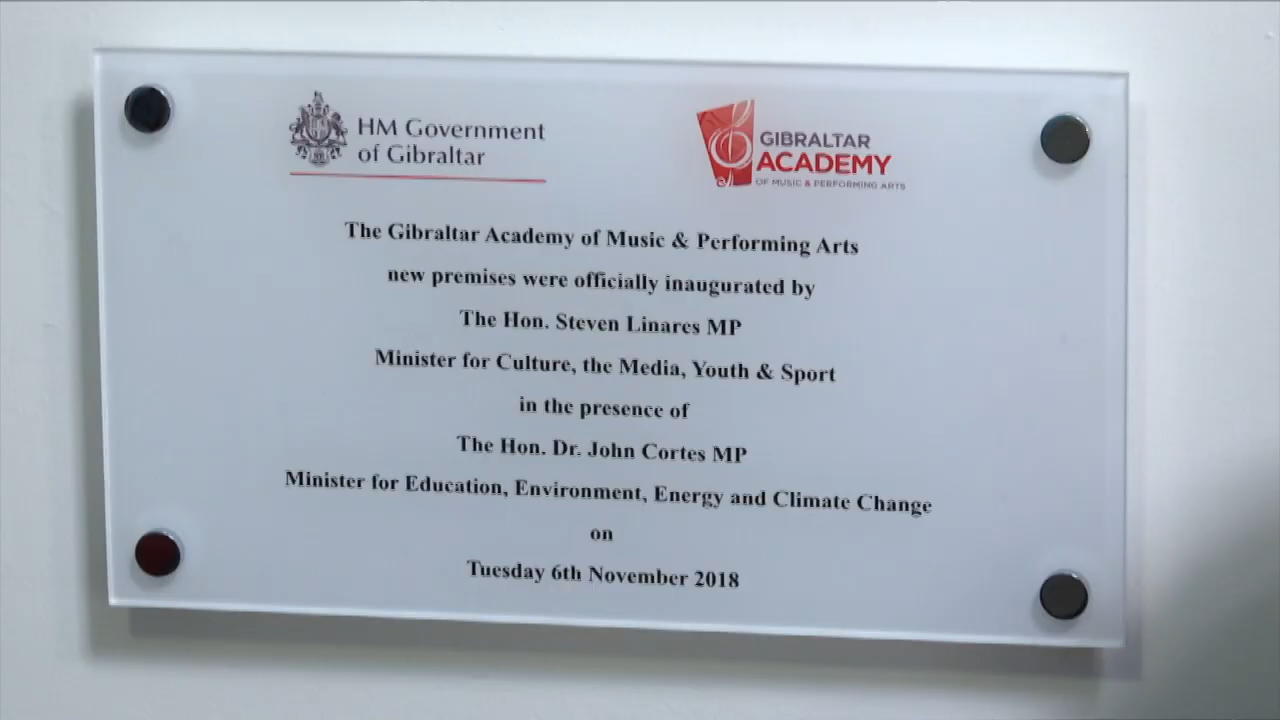 HM Government
of Gibraltar
GIBRALTAR
ACADEMY
OF MUSIC & PERFORMING ARTS
The Gibraltar Academy of Music & Performing Arts
new premises were officially inaugurated by
The Hon. Steven Linares MP
Minister for Culture, the Media, Youth & Sport
in the presence of
The Hon. Dr. John Cortes MP
Minister for Education, Environment, Energy and Climate Change
on
Tuesday 6th November 2018